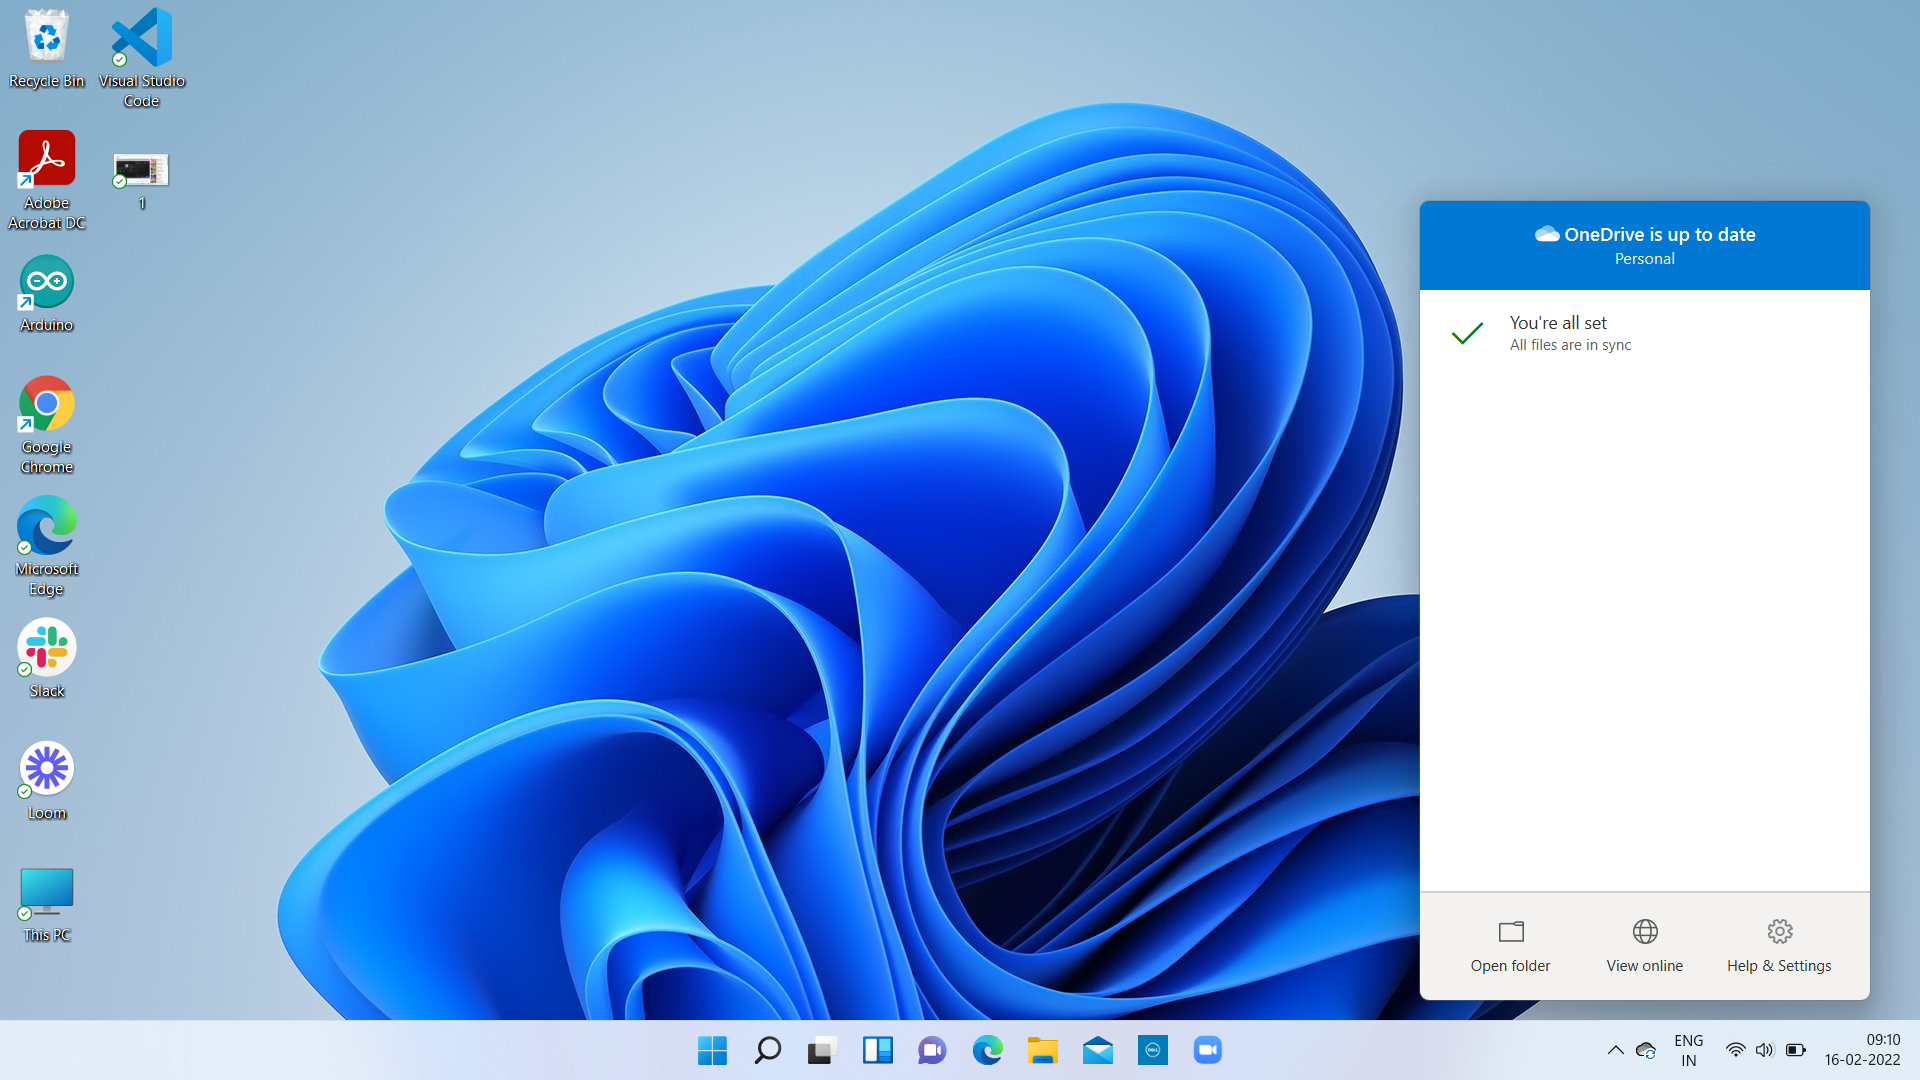 Recycle Bin
Visual Studio
Code
Adobe
Acrobat DC
1
Arduino
Google
Chrome
Microsoft
Edge
Slack
Loom
This PC
OneDrive is up to date
Personal
You're all set
All files are in sync
Open folder
View online
Help & Settings
DELL
ENG
IN
09:10
16-02-2022